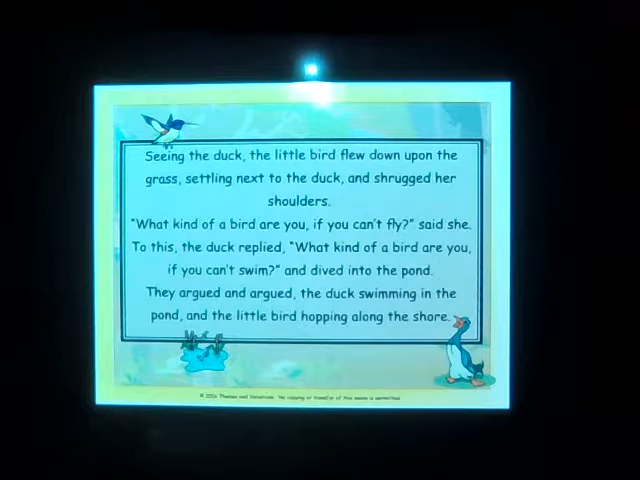 Seeing the duck, the little bird flew down upon the
grass, settling next to the duck, and shrugged her
shoulders.
"What kind of a bird are you, if you can't fly?" said she.
To this, the duck replied, "What kind of a bird are you,
if you can't swim?" and dived into the pond.
They argued and argued, the duck swimming in the
pond, and the little bird hopping along the shore.